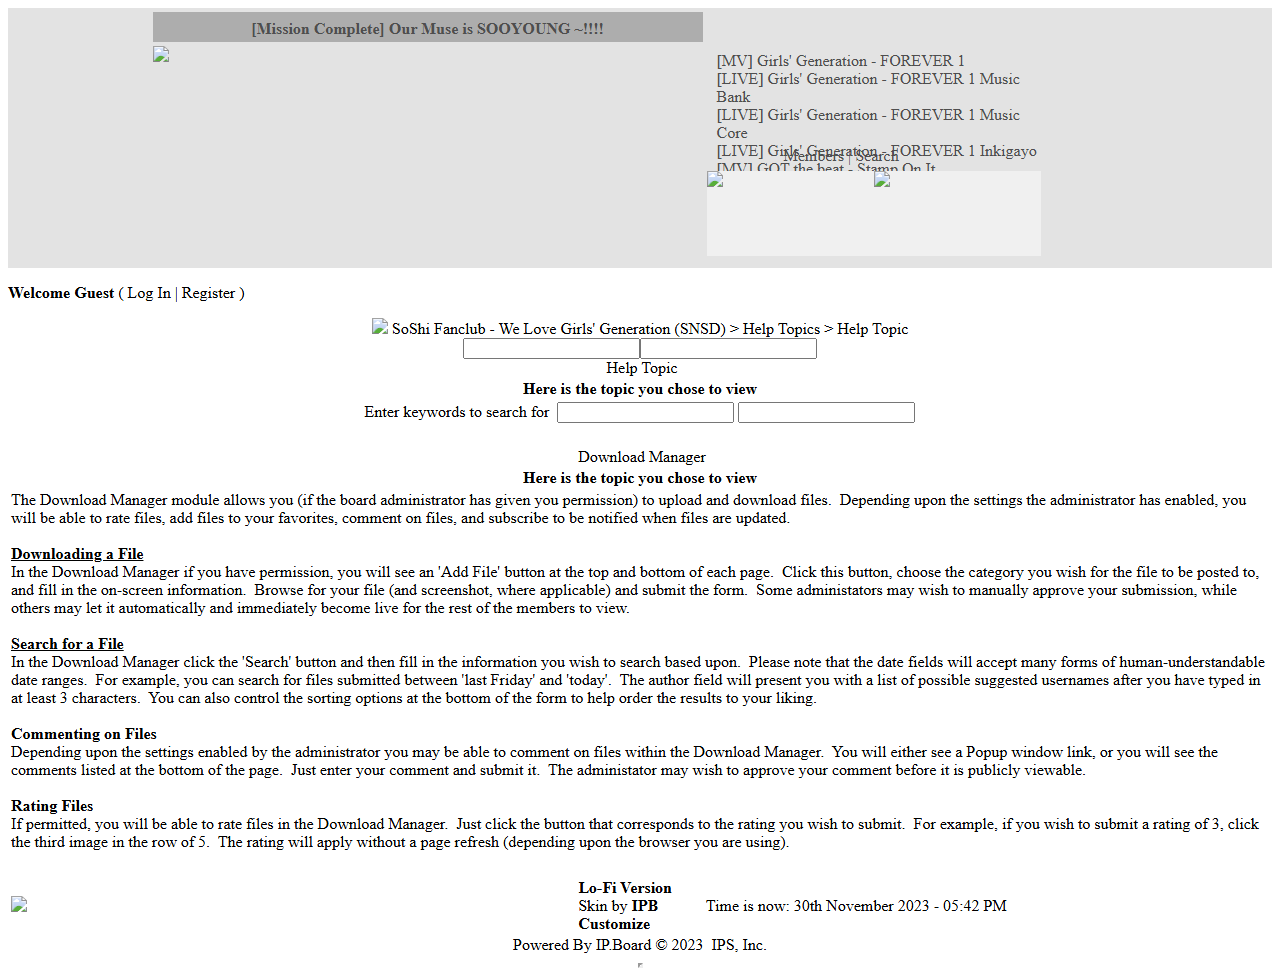 [Mission Complete] Our Muse is SOOYOUNG ~!!!!
[MV] Girls' Generation - FOREVER 1
[LIVE] Girls' Generation - FOREVER 1 Music
Bank
[LIVE] Girls' Generation - FOREVER 1 Music
Core
[LIVE] Girls' Generation - FOREVER 1 Inkigayo
Members | Search
[MV] GOT the beat - Stamp On It
Welcome Guest ( Log In | Register )
SoShi Fanclub - We Love Girls' Generation (SNSD) > Help Topics > Help Topic
Help Topic
Here is the topic you chose to view
Enter keywords to search for
Download Manager
Here is the topic you chose to view
The Download Manager module allows you (if the board administrator has given you permission) to upload and download files.  Depending upon the settings the administrator has enabled, you
will be able to rate files, add files to your favorites, comment on files, and subscribe to be notified when files are updated.
Downloading a File
In the Download Manager if you have permission, you will see an 'Add File' button at the top and bottom of each page.  Click this button, choose the category you wish for the file to be posted to,
and fill in the on-screen information.  Browse for your file (and screenshot, where applicable) and submit the form.  Some administators may wish to manually approve your submission, while
others may let it automatically and immediately become live for the rest of the members to view.
Search for a File
In the Download Manager click the 'Search' button and then fill in the information you wish to search based upon.  Please note that the date fields will accept many forms of human-understandable
date ranges.  For example, you can search for files submitted between 'last Friday' and 'today'.  The author field will present you with a list of possible suggested usernames after you have typed in
at least 3 characters.  You can also control the sorting options at the bottom of the form to help order the results to your liking.
Commenting on Files
Depending upon the settings enabled by the administrator you may be able to comment on files within the Download Manager.  You will either see a Popup window link, or you will see the
comments listed at the bottom of the page.  Just enter your comment and submit it.  The administator may wish to approve your comment before it is publicly viewable.
Rating Files
If permitted, you will be able to rate files in the Download Manager.  Just click the button that corresponds to the rating you wish to submit.  For example, if you wish to submit a rating of 3, click
the third image in the row of 5.  The rating will apply without a page refresh (depending upon the browser you are using).
Lo-Fi Version
Skin by IPB
Customize
Time is now: 30th November 2023 - 05:42 PM
Powered By IP.Board © 2023  IPS, Inc.